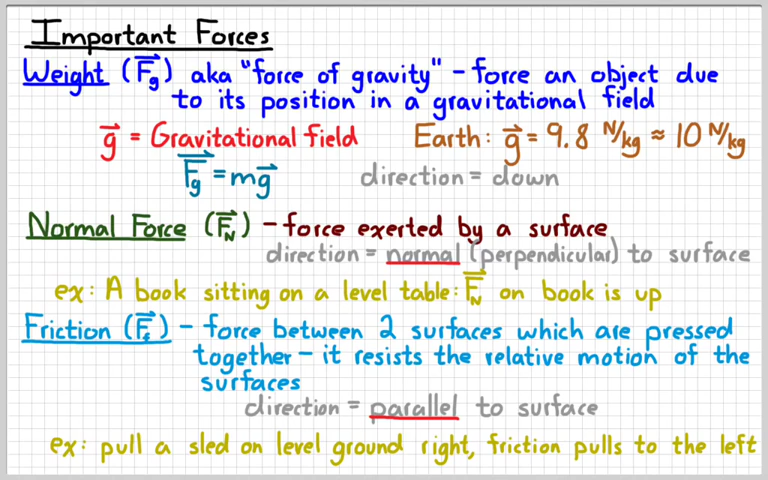 Important Forces
Weight (F⃗g) aka "force of gravity" - force an object due
to its position in a gravitational field
g⃗ = Gravitational field Earth: g⃗ = 9.8 N/kg ≈ 10 N/kg
F⃗g = mg⃗ direction = down
Normal Force (F⃗N) - force exerted by a surface
direction = normal (perpendicular) to surface
ex: A book sitting on a level table: F⃗N on book is up
Friction (F⃗f) - force between 2 surfaces which are pressed
together - it resists the relative motion of the
surfaces
direction = parallel to surface
ex: pull a sled on level ground right, friction pulls to the left